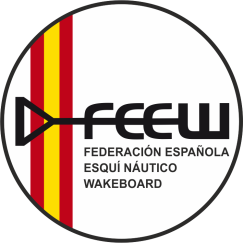 FEEW
FEDERACIÓN ESPAÑOLA
ESQUÍ NÁUTICO
WAKEBOARD